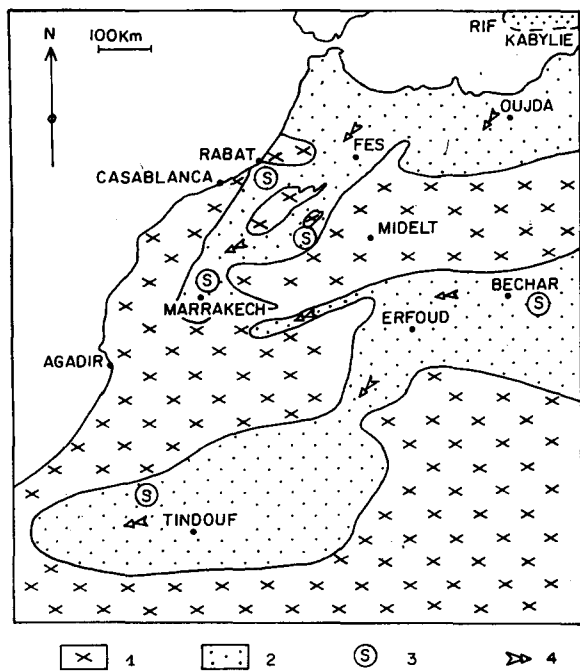 N
100Km
RIF
KABYLIE
OUJDA
FES
RABAT
CASABLANCA
S
MIDELT
S
S
MARRAKECH
BECHAR
S
ERFOUD
AGADIR
S
TINDOUF
1 2 S 3 4